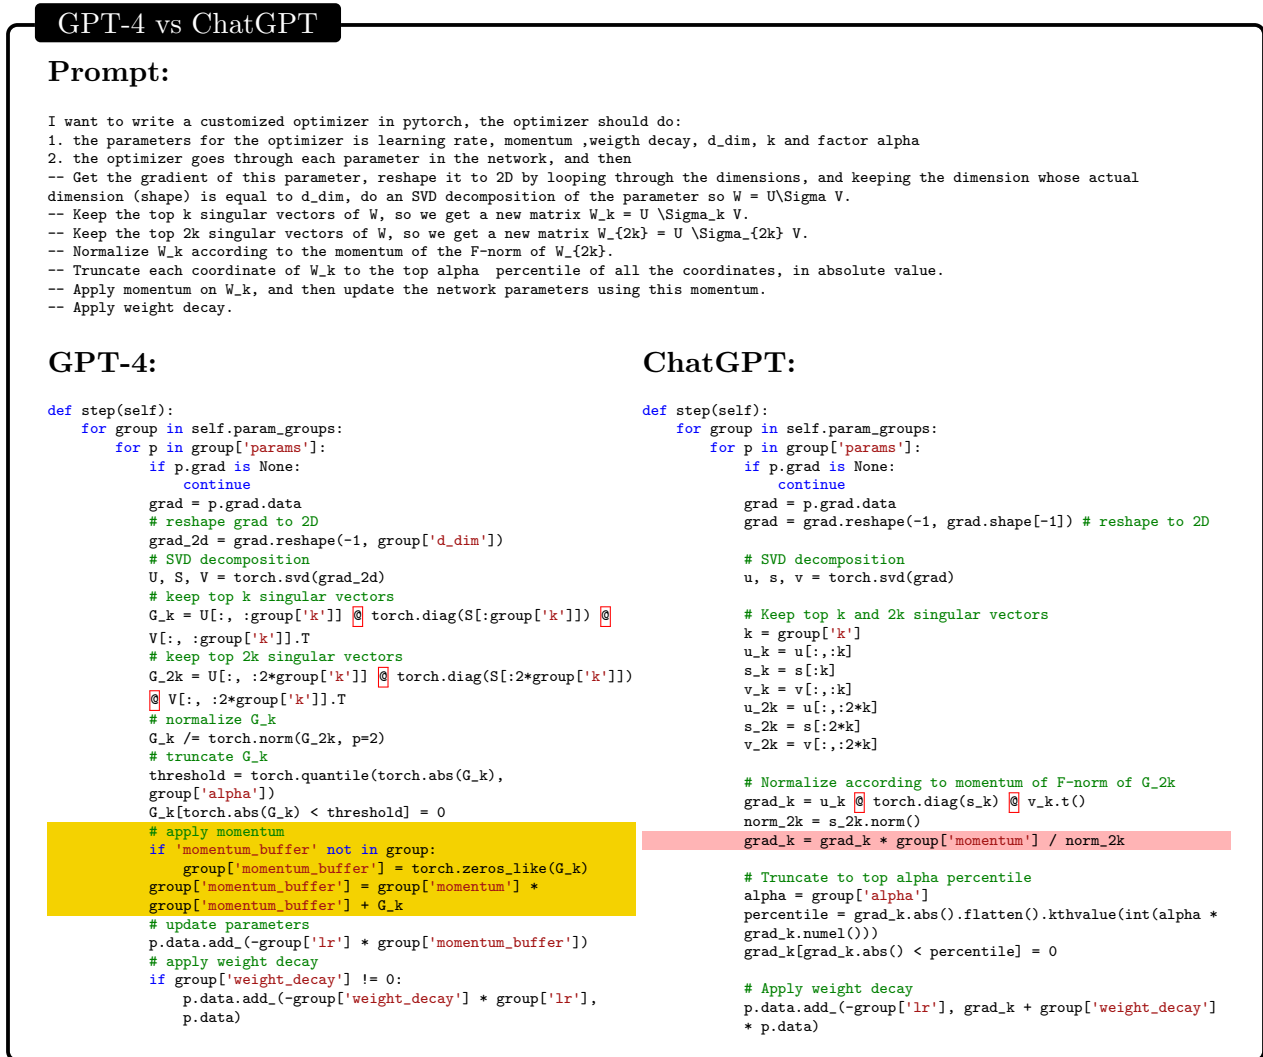 GPT-4 vs ChatGPT
Prompt:
I want to write a customized optimizer in pytorch, the optimizer should do:
1. the parameters for the optimizer is learning rate, momentum ,weigth decay, d_dim, k and factor alpha
2. the optimizer goes through each parameter in the network, and then
-- Get the gradient of this parameter, reshape it to 2D by looping through the dimensions, and keeping the dimension whose actual
dimension (shape) is equal to d_dim, do an SVD decomposition of the parameter so W = U\Sigma V.
-- Keep the top k singular vectors of W, so we get a new matrix W_k = U \Sigma_k V.
-- Keep the top 2k singular vectors of W, so we get a new matrix W_{2k} = U \Sigma_{2k} V.
-- Normalize W_k according to the momentum of the F-norm of W_{2k}.
-- Truncate each coordinate of W_k to the top alpha  percentile of all the coordinates, in absolute value.
-- Apply momentum on W_k, and then update the network parameters using this momentum.
-- Apply weight decay.
GPT-4:
def step(self):
    for group in self.param_groups:
        for p in group['params']:
            if p.grad is None:
                continue
            grad = p.grad.data
            # reshape grad to 2D
            grad_2d = grad.reshape(-1, group['d_dim'])
            # SVD decomposition
            U, S, V = torch.svd(grad_2d)
            # keep top k singular vectors
            G_k = U[:, :group['k']] @ torch.diag(S[:group['k']]) @
            V[:, :group['k']].T
            # keep top 2k singular vectors
            G_2k = U[:, :2*group['k']] @ torch.diag(S[:2*group['k']])
            @ V[:, :2*group['k']].T
            # normalize G_k
            G_k /= torch.norm(G_2k, p=2)
            # truncate G_k
            threshold = torch.quantile(torch.abs(G_k),
            group['alpha'])
            G_k[torch.abs(G_k) < threshold] = 0
            # apply momentum
            if 'momentum_buffer' not in group:
                group['momentum_buffer'] = torch.zeros_like(G_k)
            group['momentum_buffer'] = group['momentum'] *
            group['momentum_buffer'] + G_k
            # update parameters
            p.data.add_(-group['lr'] * group['momentum_buffer'])
            # apply weight decay
            if group['weight_decay'] != 0:
                p.data.add_(-group['weight_decay'] * group['lr'],
                p.data)
ChatGPT:
def step(self):
    for group in self.param_groups:
        for p in group['params']:
            if p.grad is None:
                continue
            grad = p.grad.data
            grad = grad.reshape(-1, grad.shape[-1]) # reshape to 2D
            # SVD decomposition
            u, s, v = torch.svd(grad)
            # Keep top k and 2k singular vectors
            k = group['k']
            u_k = u[:,:k]
            s_k = s[:k]
            v_k = v[:,:k]
            u_2k = u[:,:2*k]
            s_2k = s[:2*k]
            v_2k = v[:,:2*k]
            # Normalize according to momentum of F-norm of G_2k
            grad_k = u_k @ torch.diag(s_k) @ v_k.t()
            norm_2k = s_2k.norm()
            grad_k = grad_k * group['momentum'] / norm_2k
            # Truncate to top alpha percentile
            alpha = group['alpha']
            percentile = grad_k.abs().flatten().kthvalue(int(alpha *
            grad_k.numel()))
            grad_k[grad_k.abs() < percentile] = 0
            # Apply weight decay
            p.data.add_(-group['lr'], grad_k + group['weight_decay']
            * p.data)